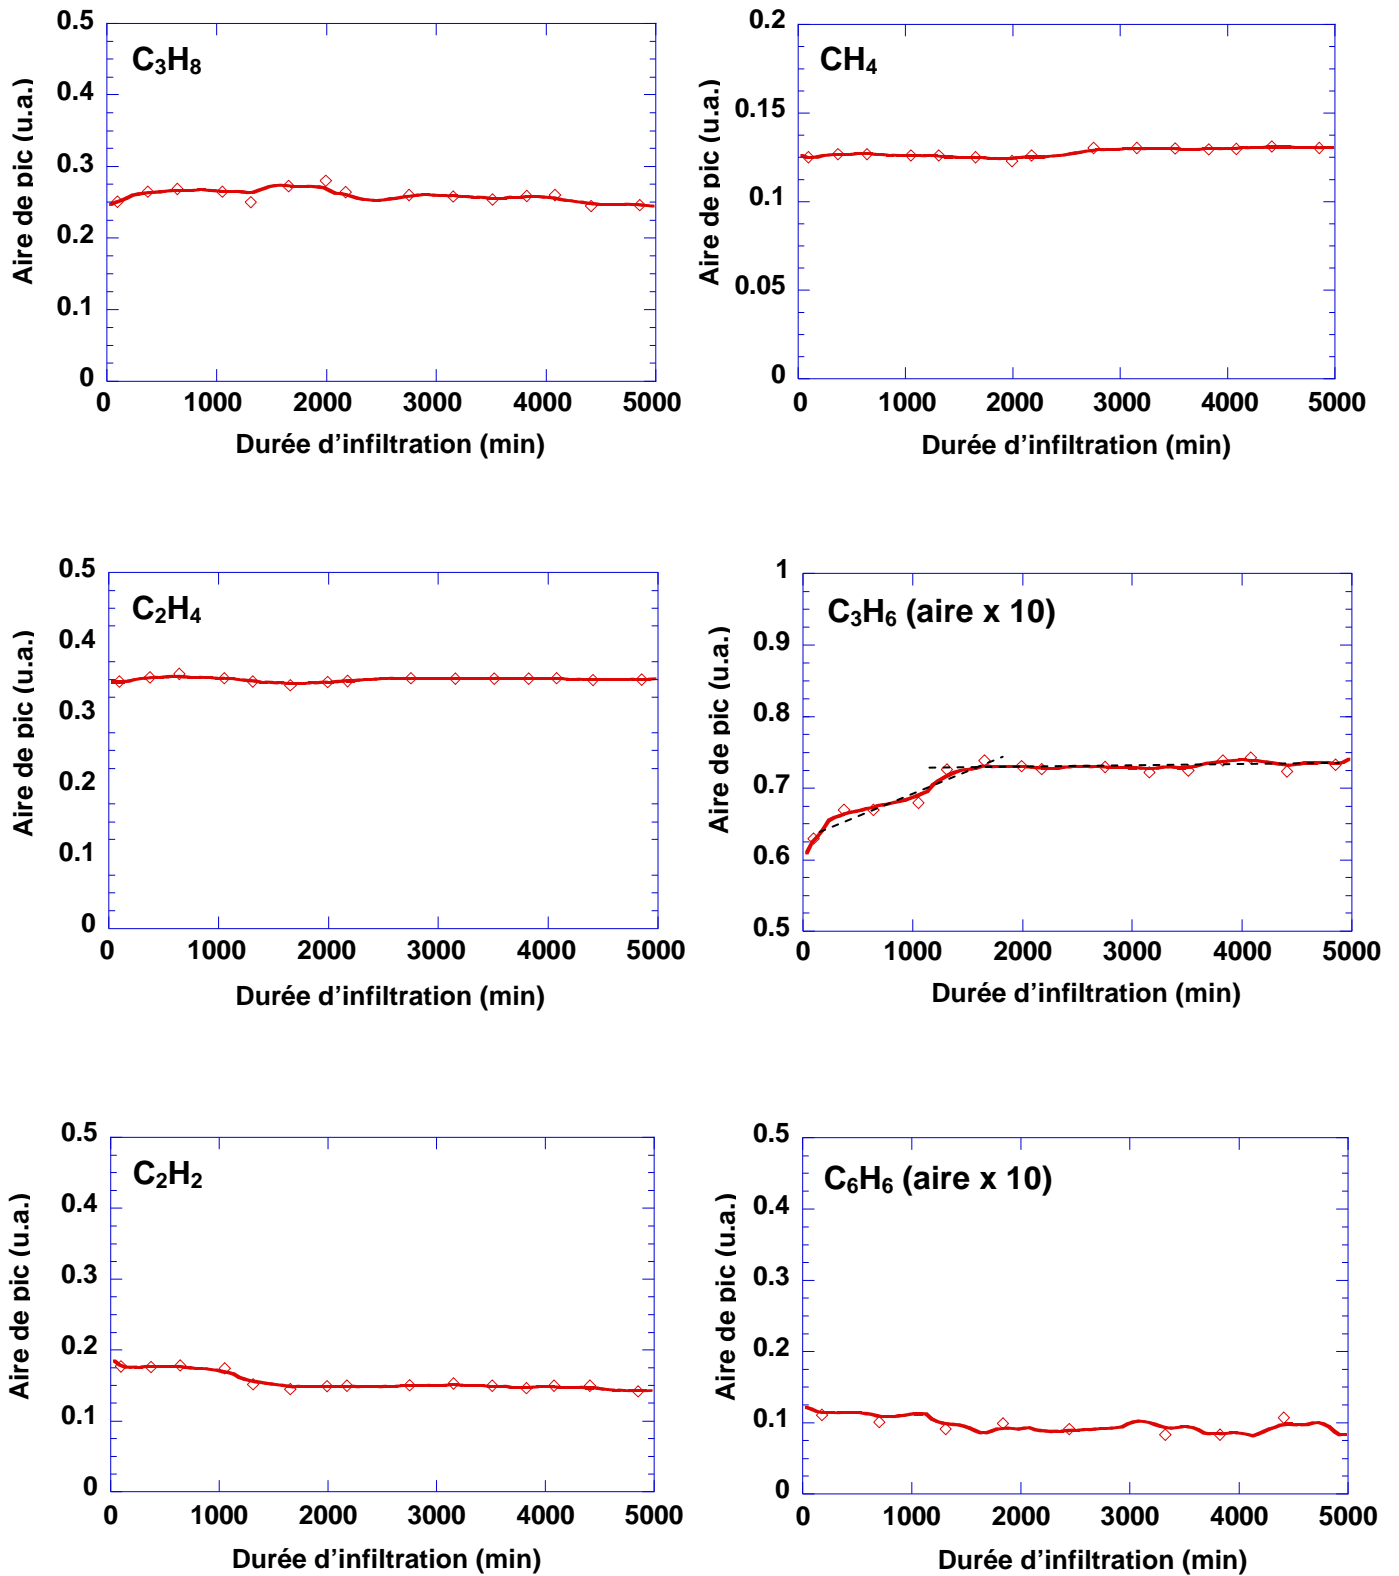 C3H8
Aire de pic (u.a.)
0.5
0.4
0.3
0.2
0.1
0
0 1000 2000 3000 4000 5000
Durée d'infiltration (min)
CH4
Aire de pic (u.a.)
0.2
0.15
0.1
0.05
0
0 1000 2000 3000 4000 5000
Durée d'infiltration (min)
C2H4
Aire de pic (u.a.)
0.5
0.4
0.3
0.2
0.1
0
0 1000 2000 3000 4000 5000
Durée d'infiltration (min)
C3H6 (aire x 10)
Aire de pic (u.a.)
1
0.9
0.8
0.7
0.6
0.5
0 1000 2000 3000 4000 5000
Durée d'infiltration (min)
C2H2
Aire de pic (u.a.)
0.5
0.4
0.3
0.2
0.1
0
0 1000 2000 3000 4000 5000
Durée d'infiltration (min)
C6H6 (aire x 10)
Aire de pic (u.a.)
0.5
0.4
0.3
0.2
0.1
0
0 1000 2000 3000 4000 5000
Durée d'infiltration (min)